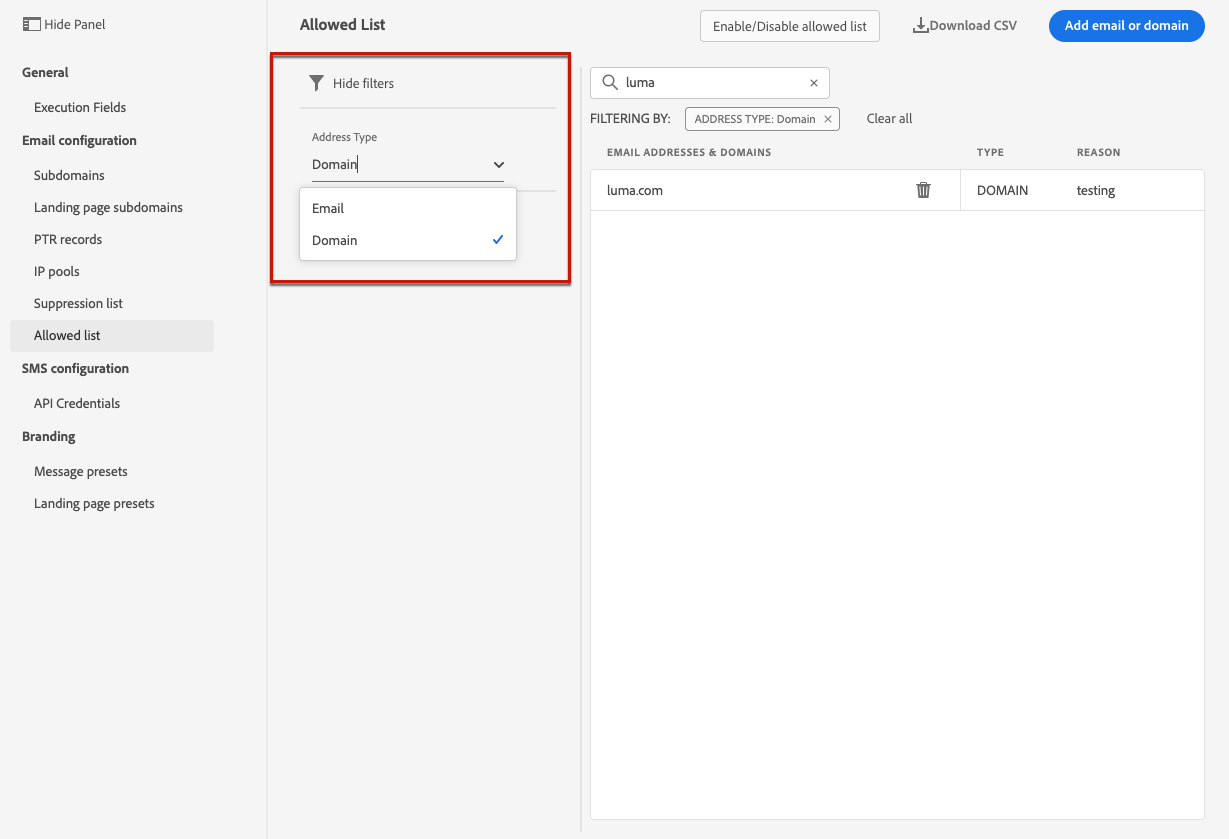 Hide Panel
General
Execution Fields
Email configuration
Subdomains
Landing page subdomains
PTR records
IP pools
Suppression list
Allowed list
SMS configuration
API Credentials
Branding
Message presets
Landing page presets
Allowed List
Enable/Disable allowed list
Download CSV
Add email or domain
Hide filters
Address Type
Domain
Email
Domain
luma
FILTERING BY: ADDRESS TYPE: Domain Clear all
EMAIL ADDRESSES & DOMAINS TYPE REASON
luma.com DOMAIN testing